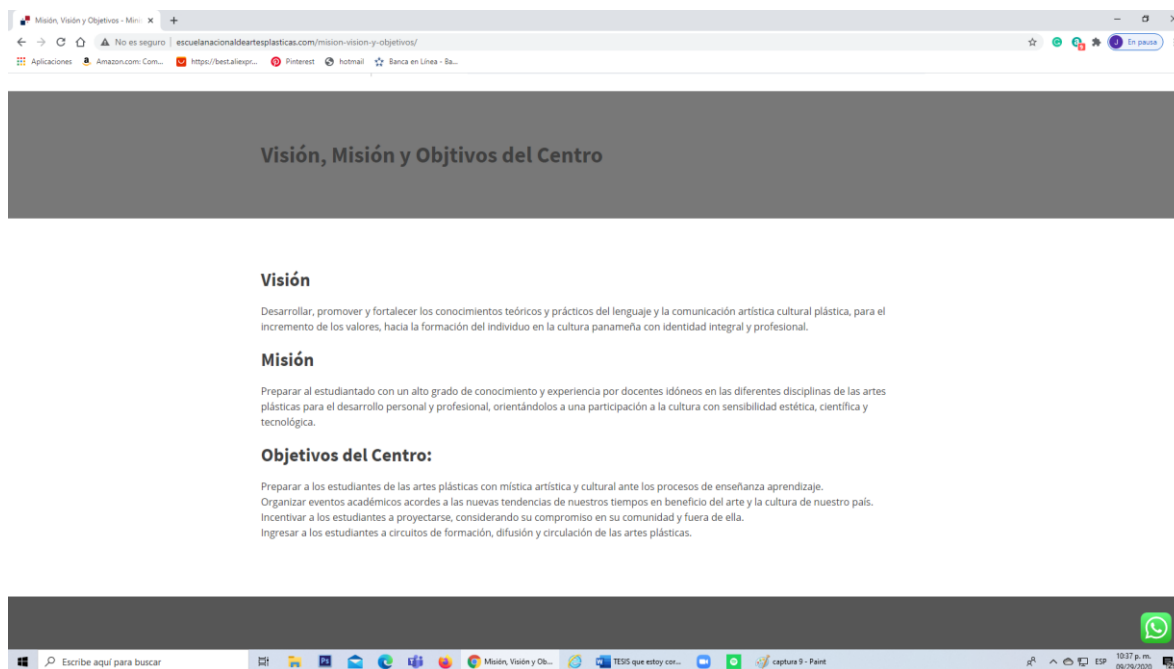 Misión, Visión y Objetivos - Minis
No es seguro
escuelanacionaldeartesplasticas.com/mision-vision-y-objetivos/
J En pausa
Aplicaciones
Amazon.com: Com...
https://best.aliexpr...
Pinterest
hotmail
Banca en Línea - Ba...
Visión, Misión y Objtivos del Centro
Visión
Desarrollar, promover y fortalecer los conocimientos teóricos y prácticos del lenguaje y la comunicación artística cultural plástica, para el
incremento de los valores, hacia la formación del individuo en la cultura panameña con identidad integral y profesional.
Misión
Preparar al estudiantado con un alto grado de conocimiento y experiencia por docentes idóneos en las diferentes disciplinas de las artes
plásticas para el desarrollo personal y profesional, orientándolos a una participación a la cultura con sensibilidad estética, científica y
tecnológica.
Objetivos del Centro:
Preparar a los estudiantes de las artes plásticas con mística artística y cultural ante los procesos de enseñanza aprendizaje.
Organizar eventos académicos acordes a las nuevas tendencias de nuestros tiempos en beneficio del arte y la cultura de nuestro país.
Incentivar a los estudiantes a proyectarse, considerando su compromiso en su comunidad y fuera de ella.
Ingresar a los estudiantes a circuitos de formación, difusión y circulación de las artes plásticas.
Escribe aquí para buscar
Ps
Misión, Visión y Ob...
TESIS que estoy cor...
captura 9 - Paint
ESP
10:37 p. m.
09/29/2020